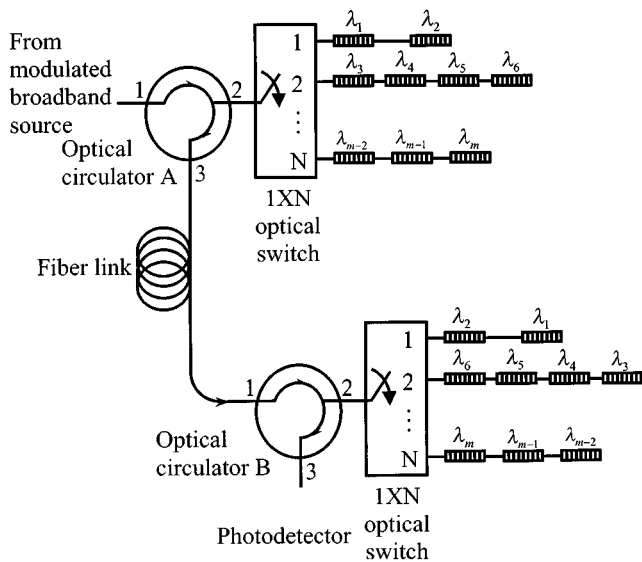 From
modulated
broadband
source
1
2
3
Optical
circulator A
1
2
⋮
N
1XN
optical
switch
λ₁ λ₂
λ₃ λ₄ λ₅ λ₆
λₘ₋₂ λₘ₋₁ λₘ
Fiber link
1
2
3
Optical
circulator B
Photodetector
1
2
⋮
N
1XN
optical
switch
λ₂ λ₁
λ₆ λ₅ λ₄ λ₃
λₘ λₘ₋₁ λₘ₋₂